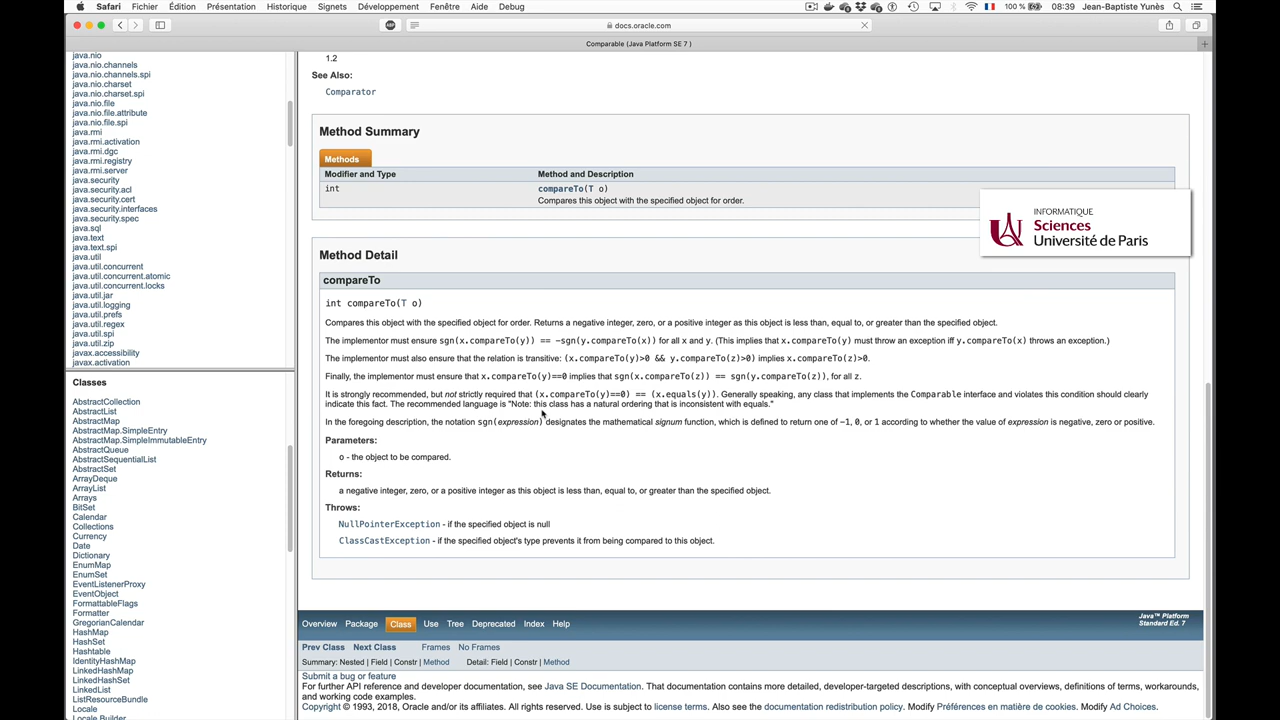 Safari Fichier Édition Présentation Historique Signets Développement Fenêtre Aide Debug 100 % 08:39 Jean-Baptiste Yunès
ABP docs.oracle.com
Comparable (Java Platform SE 7 )
java.nio
java.nio.channels
java.nio.channels.spi
java.nio.charset
java.nio.charset.spi
java.nio.file
java.nio.file.attribute
java.nio.file.spi
java.rmi
java.rmi.activation
java.rmi.dgc
java.rmi.registry
java.rmi.server
java.security
java.security.acl
java.security.cert
java.security.interfaces
java.security.spec
java.sql
java.text
java.text.spi
java.util
java.util.concurrent
java.util.concurrent.atomic
java.util.concurrent.locks
java.util.jar
java.util.logging
java.util.prefs
java.util.regex
java.util.spi
java.util.zip
javax.accessibility
javax.activation
Classes
AbstractCollection
AbstractList
AbstractMap
AbstractMap.SimpleEntry
AbstractMap.SimpleImmutableEntry
AbstractQueue
AbstractSequentialList
AbstractSet
ArrayDeque
ArrayList
Arrays
BitSet
Calendar
Collections
Currency
Date
Dictionary
EnumMap
EnumSet
EventListenerProxy
EventObject
FormattableFlags
Formatter
GregorianCalendar
HashMap
HashSet
Hashtable
IdentityHashMap
LinkedHashMap
LinkedHashSet
LinkedList
ListResourceBundle
Locale
Locale.Builder
1.2
See Also:
Comparator
Method Summary
Methods
Modifier and Type Method and Description
int compareTo(T o)
Compares this object with the specified object for order.
INFORMATIQUE
Sciences
Université de Paris
Method Detail
compareTo
int compareTo(T o)
Compares this object with the specified object for order. Returns a negative integer, zero, or a positive integer as this object is less than, equal to, or greater than the specified object.
The implementor must ensure sgn(x.compareTo(y)) == -sgn(y.compareTo(x)) for all x and y. (This implies that x.compareTo(y) must throw an exception iff y.compareTo(x) throws an exception.)
The implementor must also ensure that the relation is transitive: (x.compareTo(y)>0 && y.compareTo(z)>0) implies x.compareTo(z)>0.
Finally, the implementor must ensure that x.compareTo(y)==0 implies that sgn(x.compareTo(z)) == sgn(y.compareTo(z)), for all z.
It is strongly recommended, but not strictly required that (x.compareTo(y)==0) == (x.equals(y)). Generally speaking, any class that implements the Comparable interface and violates this condition should clearly
indicate this fact. The recommended language is "Note: this class has a natural ordering that is inconsistent with equals."
In the foregoing description, the notation sgn(expression) designates the mathematical signum function, which is defined to return one of -1, 0, or 1 according to whether the value of expression is negative, zero or positive.
Parameters:
o - the object to be compared.
Returns:
a negative integer, zero, or a positive integer as this object is less than, equal to, or greater than the specified object.
Throws:
NullPointerException - if the specified object is null
ClassCastException - if the specified object's type prevents it from being compared to this object.
Overview Package Class Use Tree Deprecated Index Help
Java™ Platform
Standard Ed. 7
Prev Class Next Class Frames No Frames
Summary: Nested | Field | Constr | Method Detail: Field | Constr | Method
Submit a bug or feature
For further API reference and developer documentation, see Java SE Documentation. That documentation contains more detailed, developer-targeted descriptions, with conceptual overviews, definitions of terms, workarounds,
and working code examples.
Copyright © 1993, 2018, Oracle and/or its affiliates. All rights reserved. Use is subject to license terms. Also see the documentation redistribution policy. Modify Préférences en matière de cookies. Modify Ad Choices.